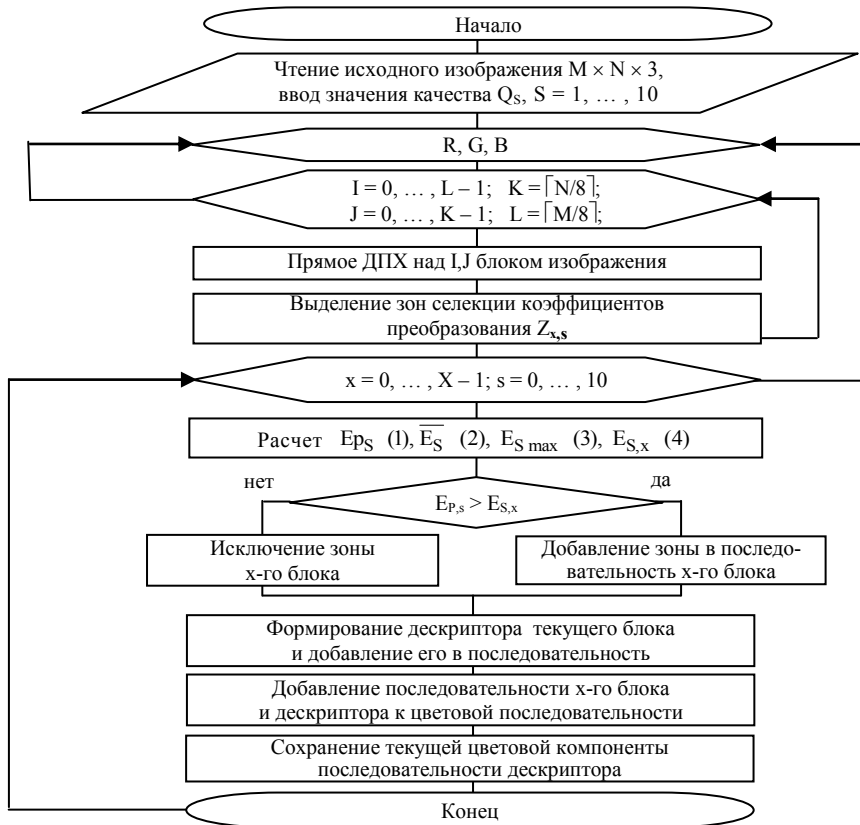 Начало
Чтение исходного изображения M × N × 3,
ввод значения качества Q_S, S = 1, … , 10
R, G, B
I = 0, … , L – 1; K = ⌈N/8⌉;
J = 0, … , K – 1; L = ⌈M/8⌉;
Прямое ДПХ над I,J блоком изображения
Выделение зон селекции коэффициентов
преобразования Z_x,s
x = 0, … , X – 1; s = 0, … , 10
Расчет Ep_S (1), E̅_S̅ (2), E_S max (3), E_S,x (4)
нет
да
E_P,s > E_S,x
Исключение зоны
x-го блока
Добавление зоны в последо-
вательность x-го блока
Формирование дескриптора текущего блока
и добавление его в последовательность
Добавление последовательности x-го блока
и дескриптора к цветовой последовательности
Сохранение текущей цветовой компоненты
последовательности дескриптора
Конец